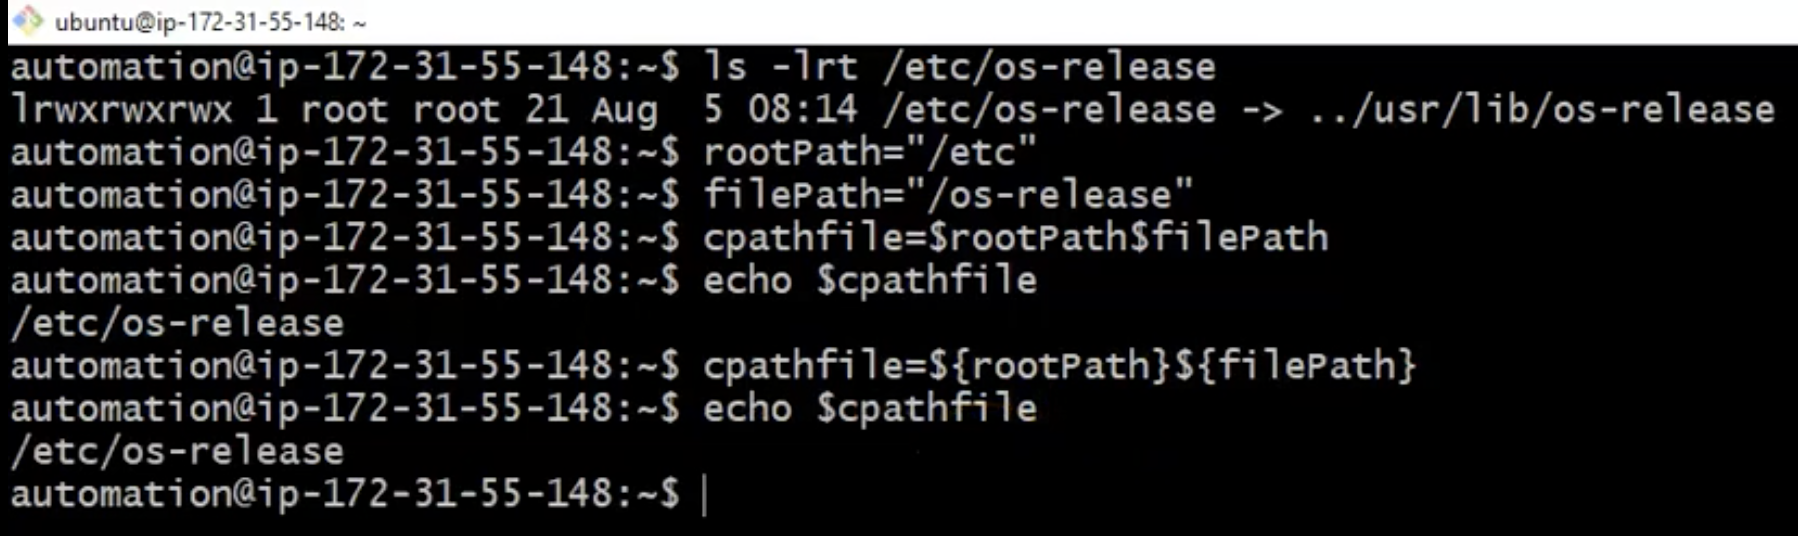 ubuntu@ip-172-31-55-148: ~
automation@ip-172-31-55-148:~$ ls -lrt /etc/os-release
lrwxrwxrwx 1 root root 21 Aug  5 08:14 /etc/os-release -> ../usr/lib/os-release
automation@ip-172-31-55-148:~$ rootPath="/etc"
automation@ip-172-31-55-148:~$ filePath="/os-release"
automation@ip-172-31-55-148:~$ cpathfile=$rootPath$filePath
automation@ip-172-31-55-148:~$ echo $cpathfile
/etc/os-release
automation@ip-172-31-55-148:~$ cpathfile=${rootPath}${filePath}
automation@ip-172-31-55-148:~$ echo $cpathfile
/etc/os-release
automation@ip-172-31-55-148:~$